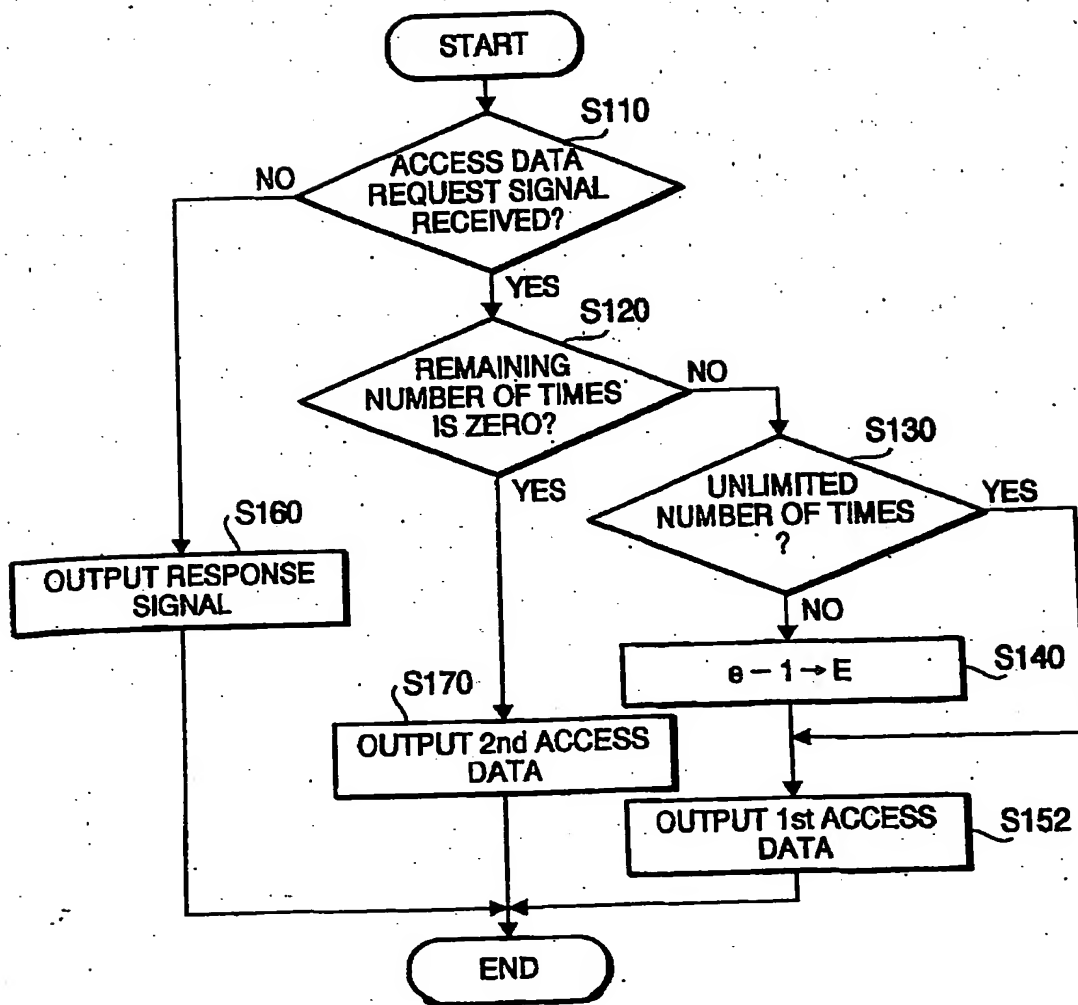 START
S110
NO
ACCESS DATA
REQUEST SIGNAL
RECEIVED?
YES
S120
REMAINING
NUMBER OF TIMES
IS ZERO?
NO
YES
S130
UNLIMITED
NUMBER OF TIMES
?
YES
NO
S160
OUTPUT RESPONSE
SIGNAL
e – 1 → E
S140
S170
OUTPUT 2nd ACCESS
DATA
OUTPUT 1st ACCESS
DATA
S152
END